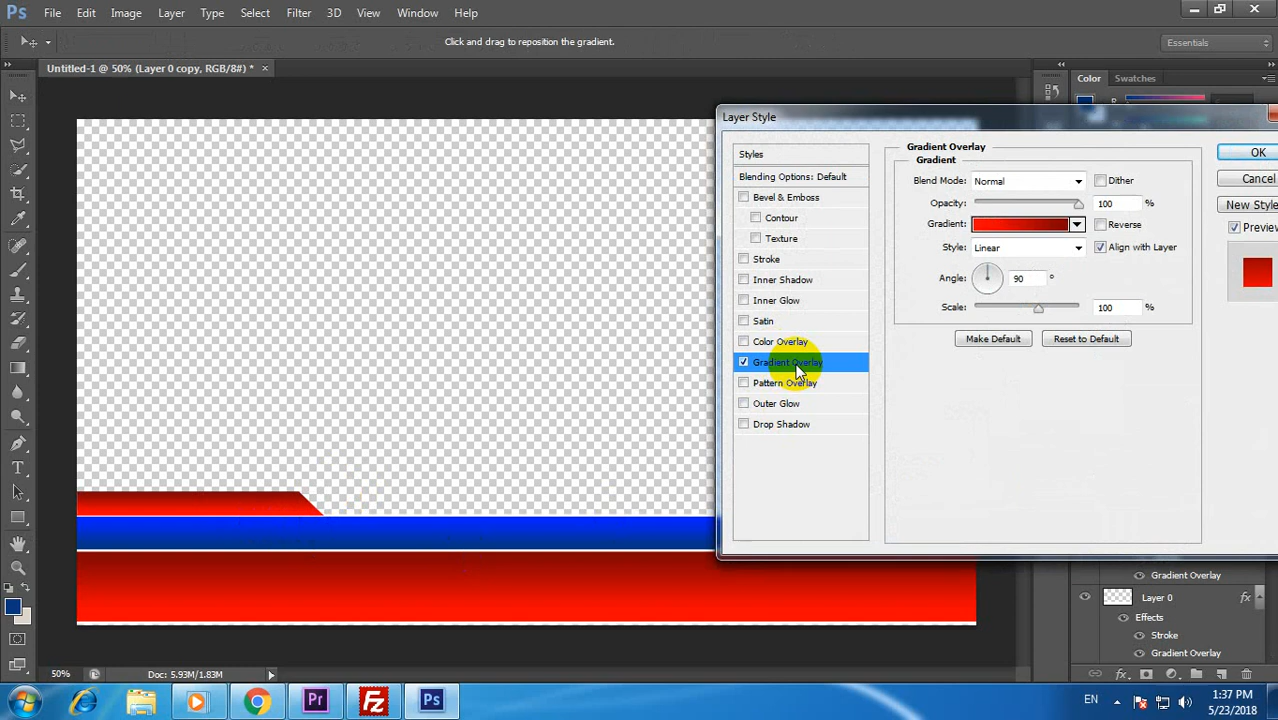 Ps File Edit Image Layer Type Select Filter 3D View Window Help
Click and drag to reposition the gradient.
Essentials
Untitled-1 @ 50% (Layer 0 copy, RGB/8#) * ×
Color Swatches
Layer Style
Styles
Blending Options: Default
Bevel & Emboss
Contour
Texture
Stroke
Inner Shadow
Inner Glow
Satin
Color Overlay
Gradient Overlay
Pattern Overlay
Outer Glow
Drop Shadow
Gradient Overlay
Gradient
Blend Mode: Normal Dither
Opacity: 100 %
Gradient: Reverse
Style: Linear Align with Layer
Angle: 90 °
Scale: 100 %
Make Default Reset to Default
OK
Cancel
New Style
Preview
Gradient Overlay
Layer 0 fx
Effects
Stroke
Gradient Overlay
50% Doc: 5.93M/1.83M
Pr Fz Ps
EN 1:37 PM
5/23/2018